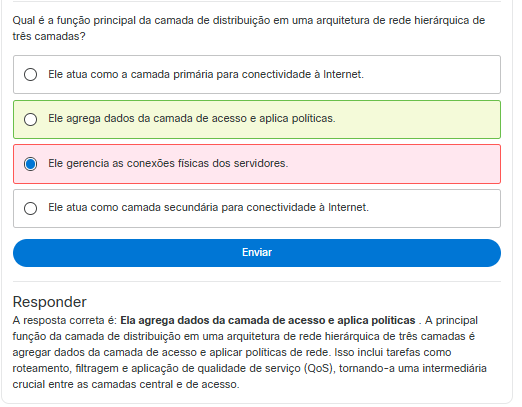 Qual é a função principal da camada de distribuição em uma arquitetura de rede hierárquica de
três camadas?
Ele atua como a camada primária para conectividade à Internet.
Ele agrega dados da camada de acesso e aplica políticas.
Ele gerencia as conexões físicas dos servidores.
Ele atua como camada secundária para conectividade à Internet.
Enviar
Responder
A resposta correta é: Ela agrega dados da camada de acesso e aplica políticas . A principal
função da camada de distribuição em uma arquitetura de rede hierárquica de três camadas é
agregar dados da camada de acesso e aplicar políticas de rede. Isso inclui tarefas como
roteamento, filtragem e aplicação de qualidade de serviço (QoS), tornando-a uma intermediária
crucial entre as camadas central e de acesso.